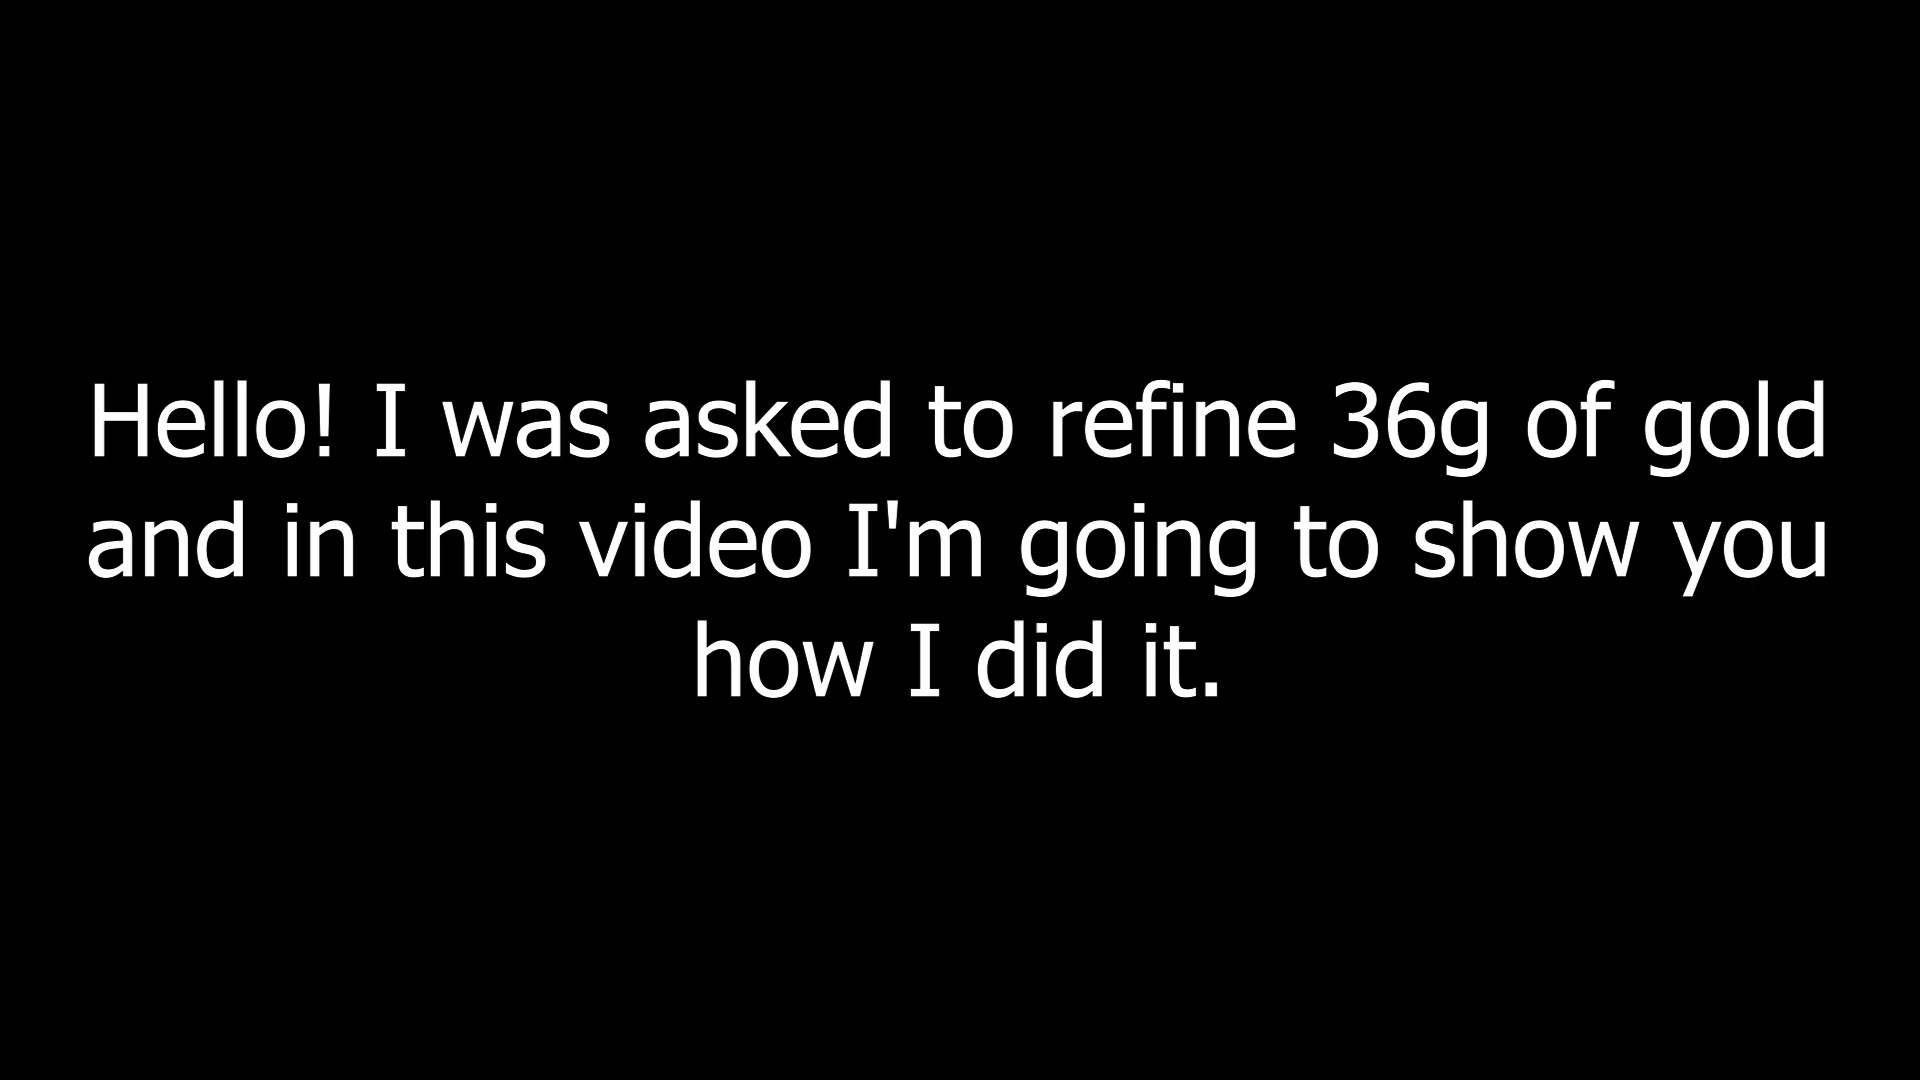 Hello! I was asked to refine 36g of gold
and in this video I'm going to show you
how I did it.